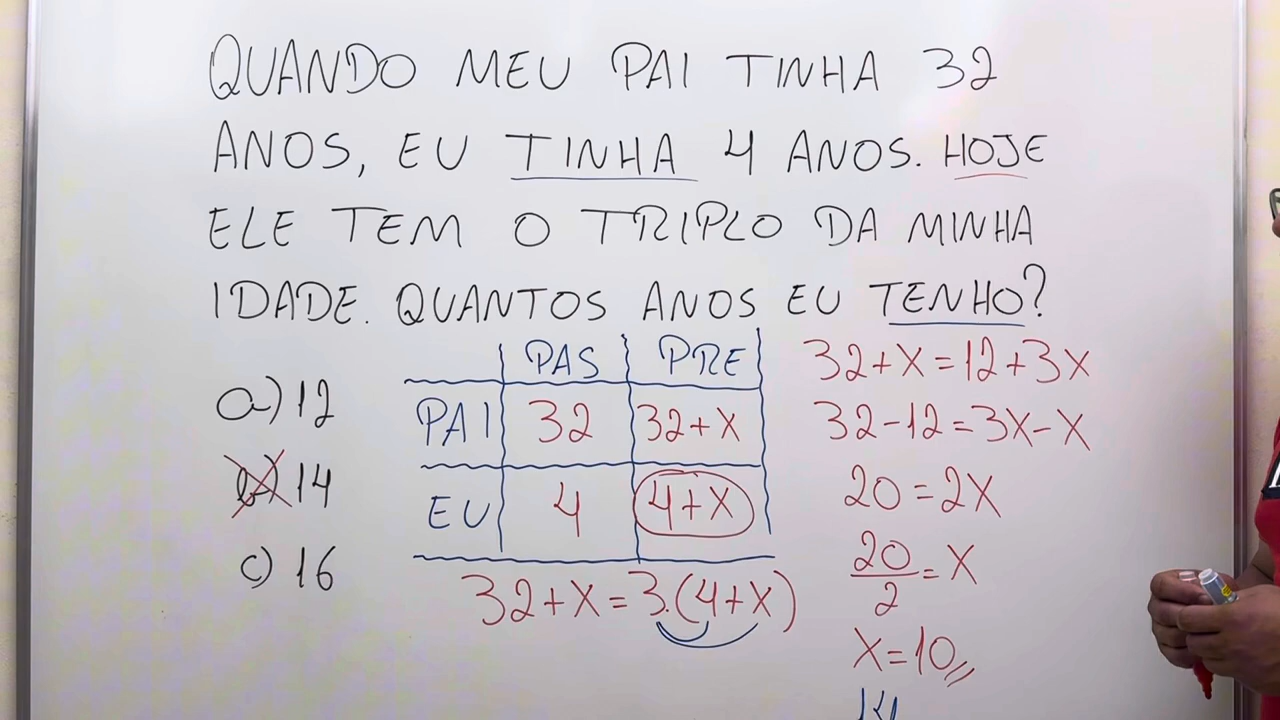 QUANDO MEU PAI TINHA 32
ANOS, EU TINHA 4 ANOS. HOJE
ELE TEM O TRIPLO DA MINHA
IDADE. QUANTOS ANOS EU TENHO?
a) 12
b) 14
c) 16
PAS PRE
PAI 32 32+X
EU 4 4+X
32+X=3.(4+X)
32+X=12+3X
32-12=3X-X
20=2X
20/2=X
X=10